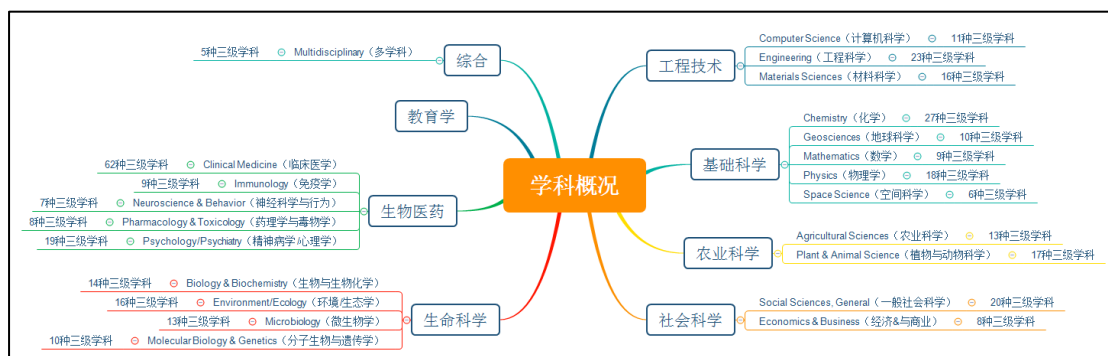 学科概况
工程技术
Computer Science（计算机科学） 11种三级学科
Engineering（工程科学） 23种三级学科
Materials Sciences（材料科学） 16种三级学科
基础科学
Chemistry（化学） 27种三级学科
Geosciences（地球科学） 10种三级学科
Mathematics（数学） 9种三级学科
Physics（物理学） 18种三级学科
Space Science（空间科学） 6种三级学科
农业科学
Agricultural Sciences（农业科学） 13种三级学科
Plant & Animal Science（植物与动物科学） 17种三级学科
社会科学
Social Sciences, General（一般社会科学） 20种三级学科
Economics & Business（经济&与商业） 8种三级学科
综合
5种三级学科 Multidisciplinary（多学科）
教育学
生物医药
62种三级学科 Clinical Medicine（临床医学）
9种三级学科 Immunology（免疫学）
7种三级学科 Neuroscience & Behavior（神经科学与行为）
8种三级学科 Pharmacology & Toxicology（药理学与毒物学）
19种三级学科 Psychology/Psychiatry（精神病学/心理学）
生命科学
14种三级学科 Biology & Biochemistry（生物与生物化学）
16种三级学科 Environment/Ecology（环境/生态学）
13种三级学科 Microbiology（微生物学）
10种三级学科 Molecular Biology & Genetics（分子生物与遗传学）